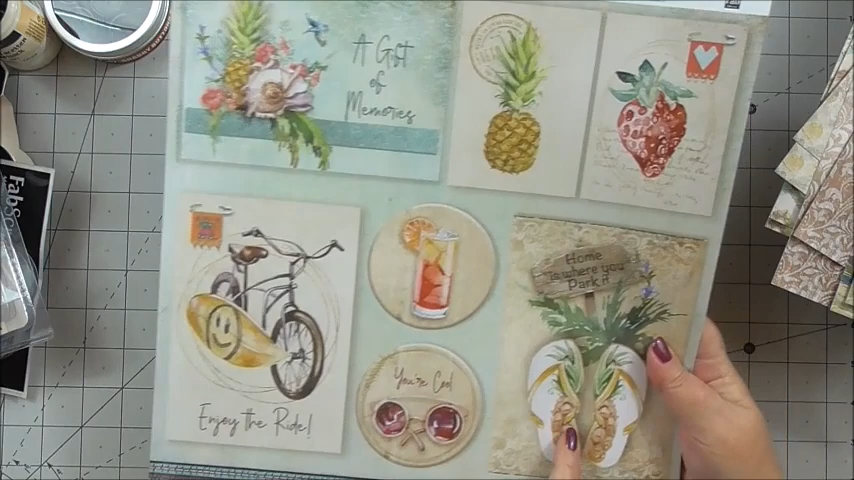 A Gift
of
Memories
Enjoy the Ride!
You're Cool
Home
is where you
Park it